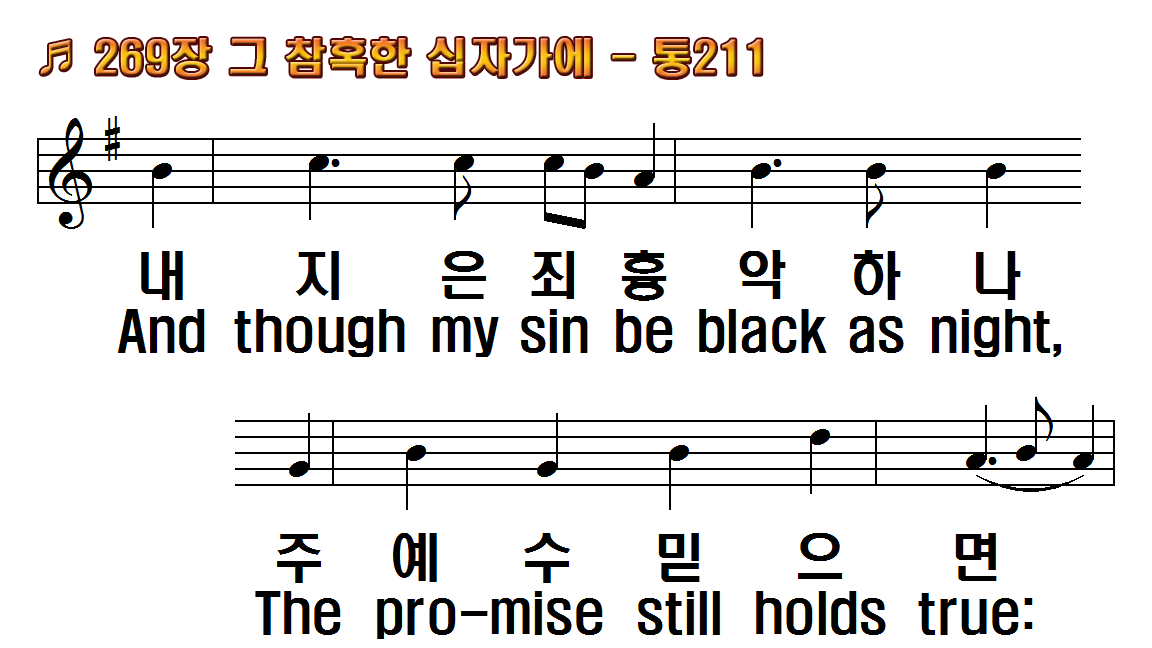 ♬ 269장 그 참혹한 십자가에 - 통211
내 지 은 죄 흉 악 하 나
And though my sin be black as night,
주 예 수 믿 으 면
The pro-mise still holds true: